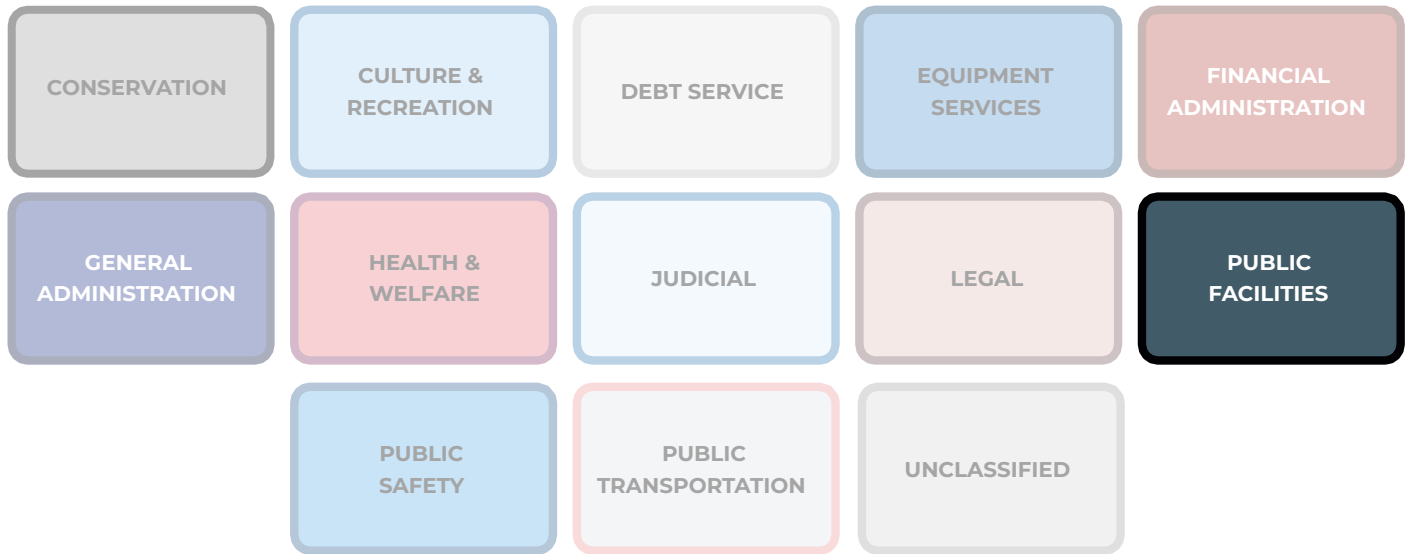 CONSERVATION
CULTURE &
RECREATION
DEBT SERVICE
EQUIPMENT
SERVICES
FINANCIAL
ADMINISTRATION
GENERAL
ADMINISTRATION
HEALTH &
WELFARE
JUDICIAL
LEGAL
PUBLIC
FACILITIES
PUBLIC
SAFETY
PUBLIC
TRANSPORTATION
UNCLASSIFIED